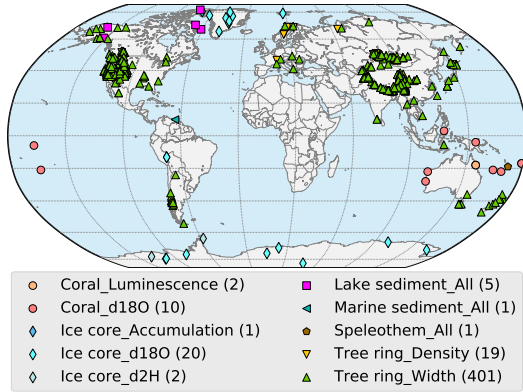 Coral_Luminescence (2)
Coral_d18O (10)
Ice core_Accumulation (1)
Ice core_d18O (20)
Ice core_d2H (2)
Lake sediment_All (5)
Marine sediment_All (1)
Speleothem_All (1)
Tree ring_Density (19)
Tree ring_Width (401)